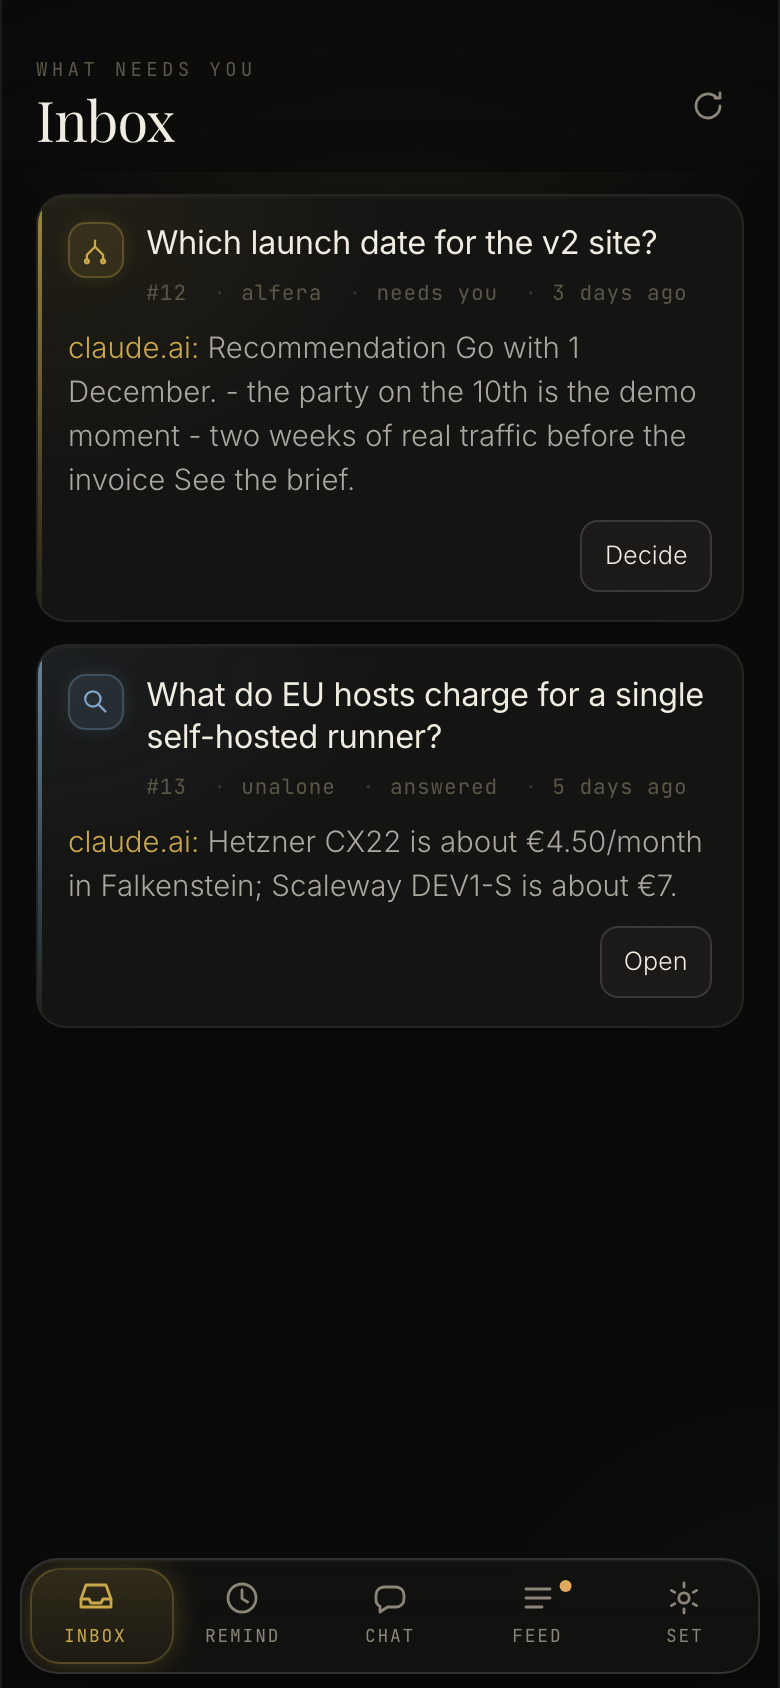 WHAT NEEDS YOU
Inbox
Which launch date for the v2 site?
#12 · alfera · needs you · 3 days ago
claude.ai: Recommendation Go with 1
December. - the party on the 10th is the demo
moment - two weeks of real traffic before the
invoice See the brief.
Decide
What do EU hosts charge for a single
self-hosted runner?
#13 · unalone · answered · 5 days ago
claude.ai: Hetzner CX22 is about €4.50/month
in Falkenstein; Scaleway DEV1-S is about €7.
Open
INBOX REMIND CHAT FEED SET